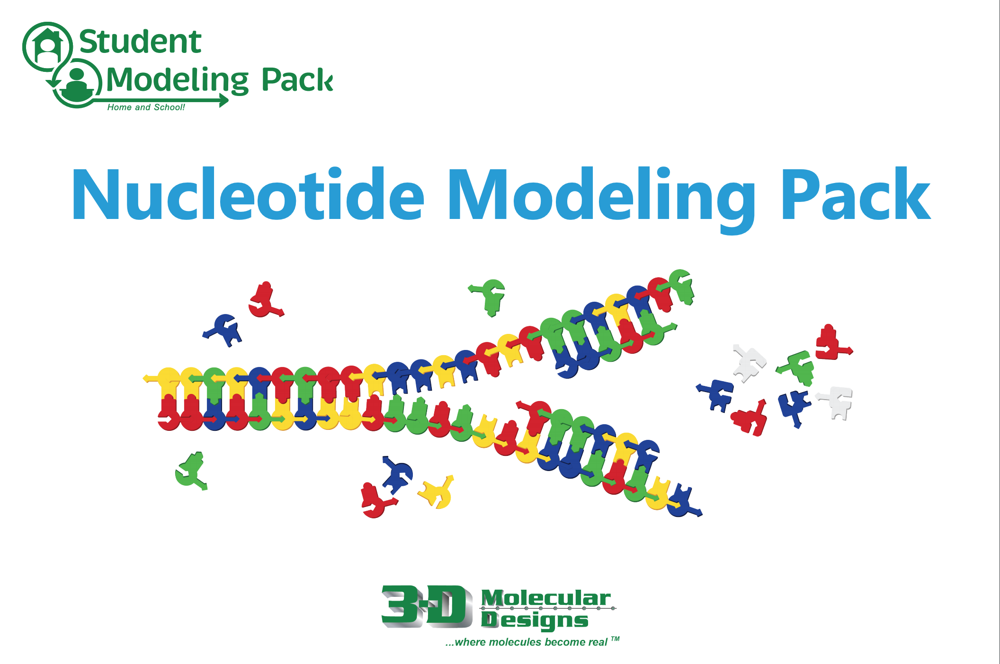 Student
Modeling Pack
Home and School!
Nucleotide Modeling Pack
3-D Molecular
Designs
...where molecules become real ™